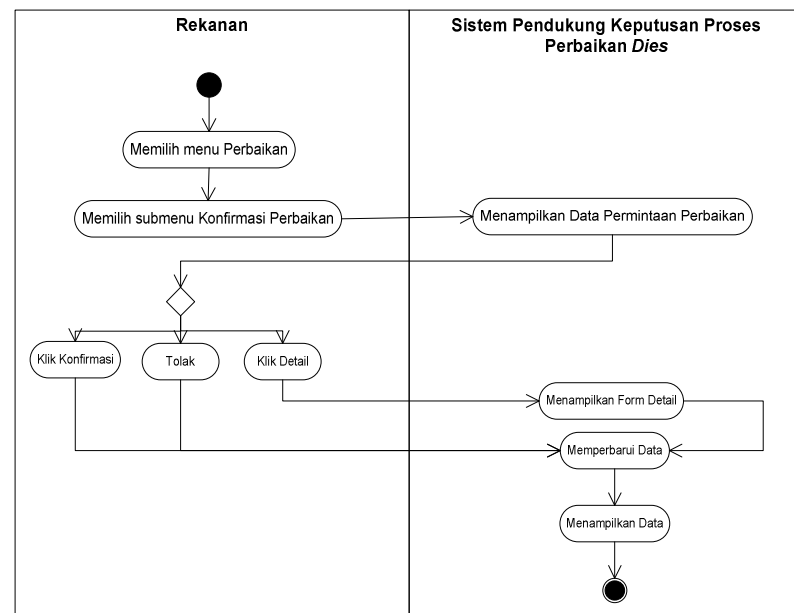 Rekanan
Sistem Pendukung Keputusan Proses
Perbaikan Dies
Memilih menu Perbaikan
Memilih submenu Konfirmasi Perbaikan
Menampilkan Data Permintaan Perbaikan
Klik Konfirmasi
Tolak
Klik Detail
Menampilkan Form Detail
Memperbarui Data
Menampilkan Data